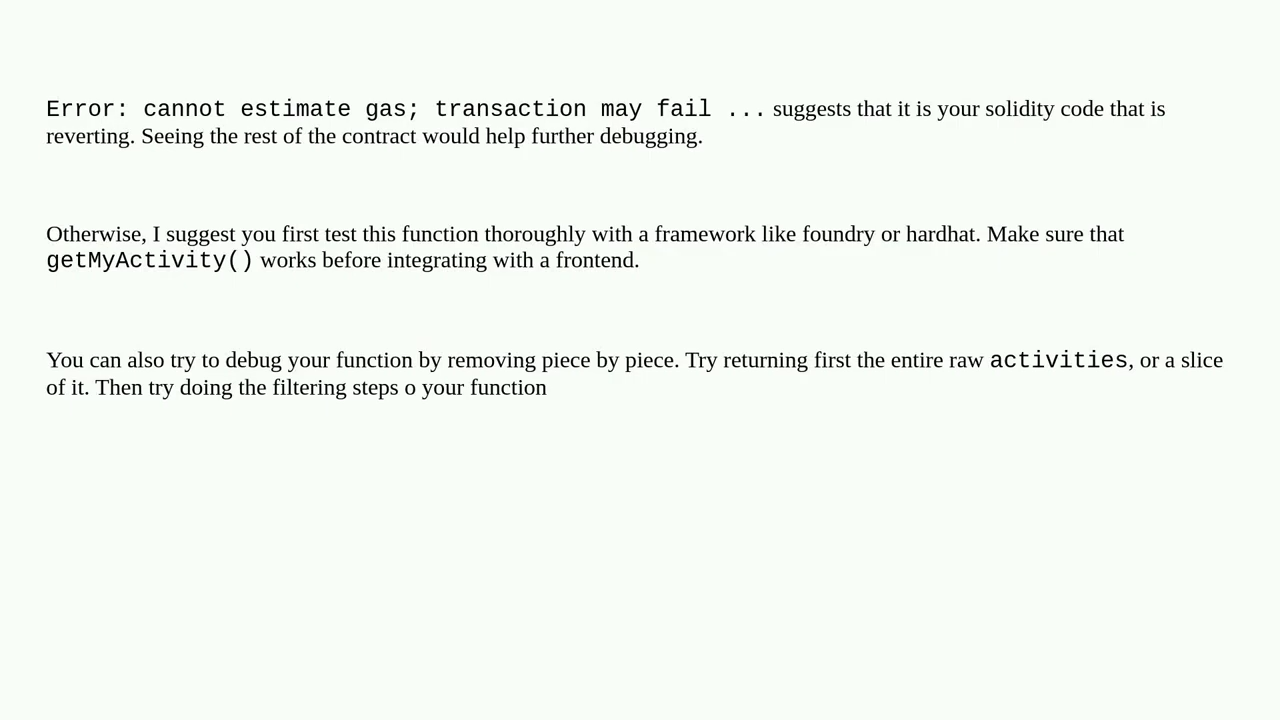 Error: cannot estimate gas; transaction may fail ... suggests that it is your solidity code that is
reverting. Seeing the rest of the contract would help further debugging.
Otherwise, I suggest you first test this function thoroughly with a framework like foundry or hardhat. Make sure that
getMyActivity() works before integrating with a frontend.
You can also try to debug your function by removing piece by piece. Try returning first the entire raw activities, or a slice
of it. Then try doing the filtering steps o your function